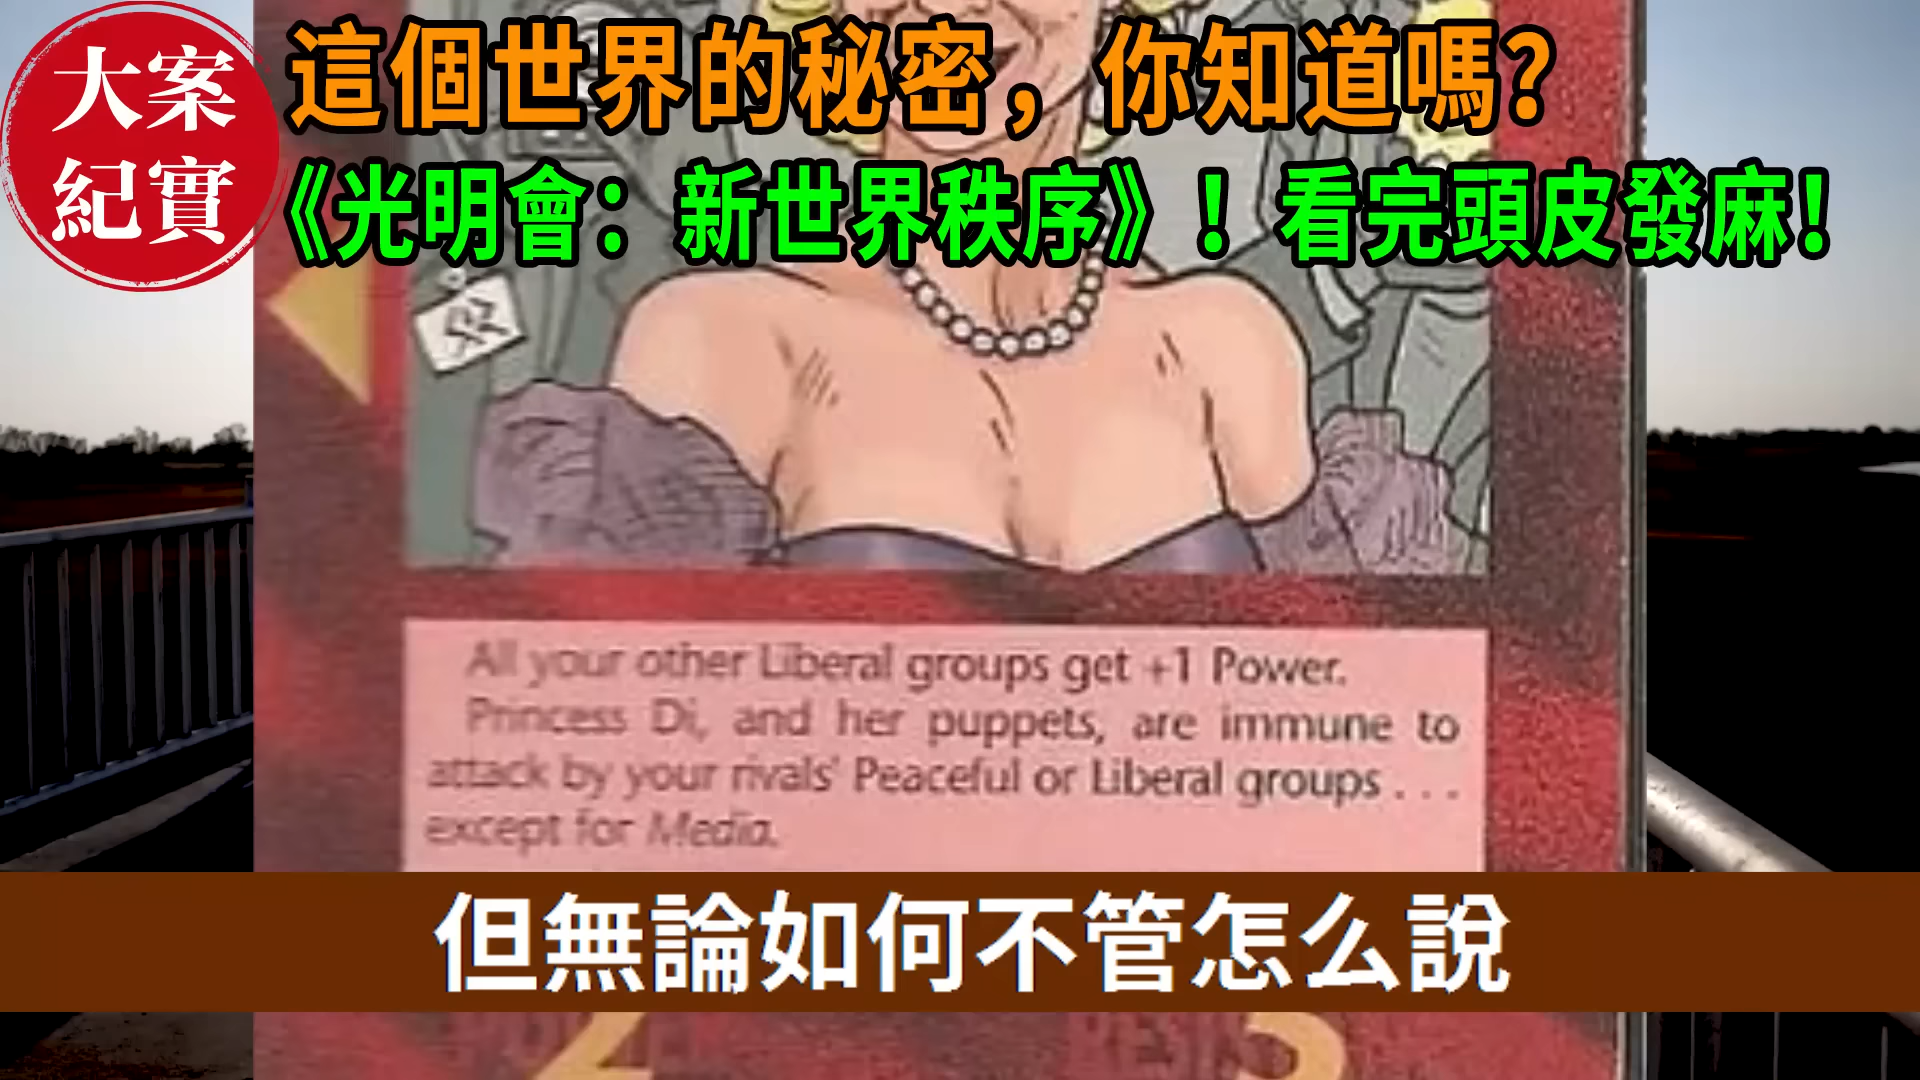 大案
紀實
這個世界的秘密，你知道嗎？
《光明會：新世界秩序》！看完頭皮發麻！
All your other Liberal groups get +1 Power.
Princess Di, and her puppets, are immune to
attack by your rivals' Peaceful or Liberal groups . . .
except for Media.
但無論如何不管怎么說